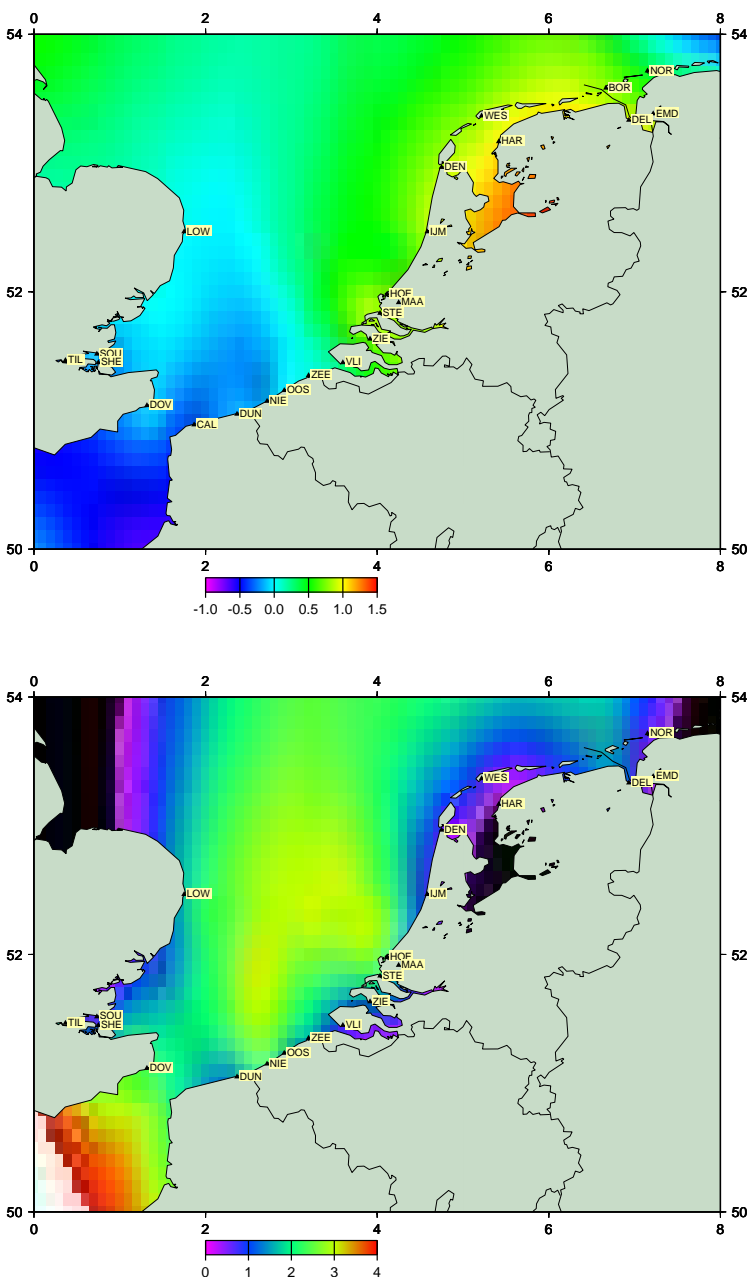 0 2 4 6 8
54 54
NOR
BOR
WES EMD
DEL
HAR
DEN
LOW IJM
52 52
HOE
MAA
STE
ZIE
SOU
TIL SHE VLI
ZEE
OOS
DOV NIE
DUN
CAL
50 50
0 2 4 6 8
-1.0 -0.5 0.0 0.5 1.0 1.5
0 2 4 6 8
54 54
NOR
WES EMD
DEL
HAR
DEN
LOW IJM
52 52
HOE
MAA
STE
ZIE
SOU
TIL SHE VLI
ZEE
OOS
DOV NIE
DUN
50 50
0 2 4 6 8
0 1 2 3 4